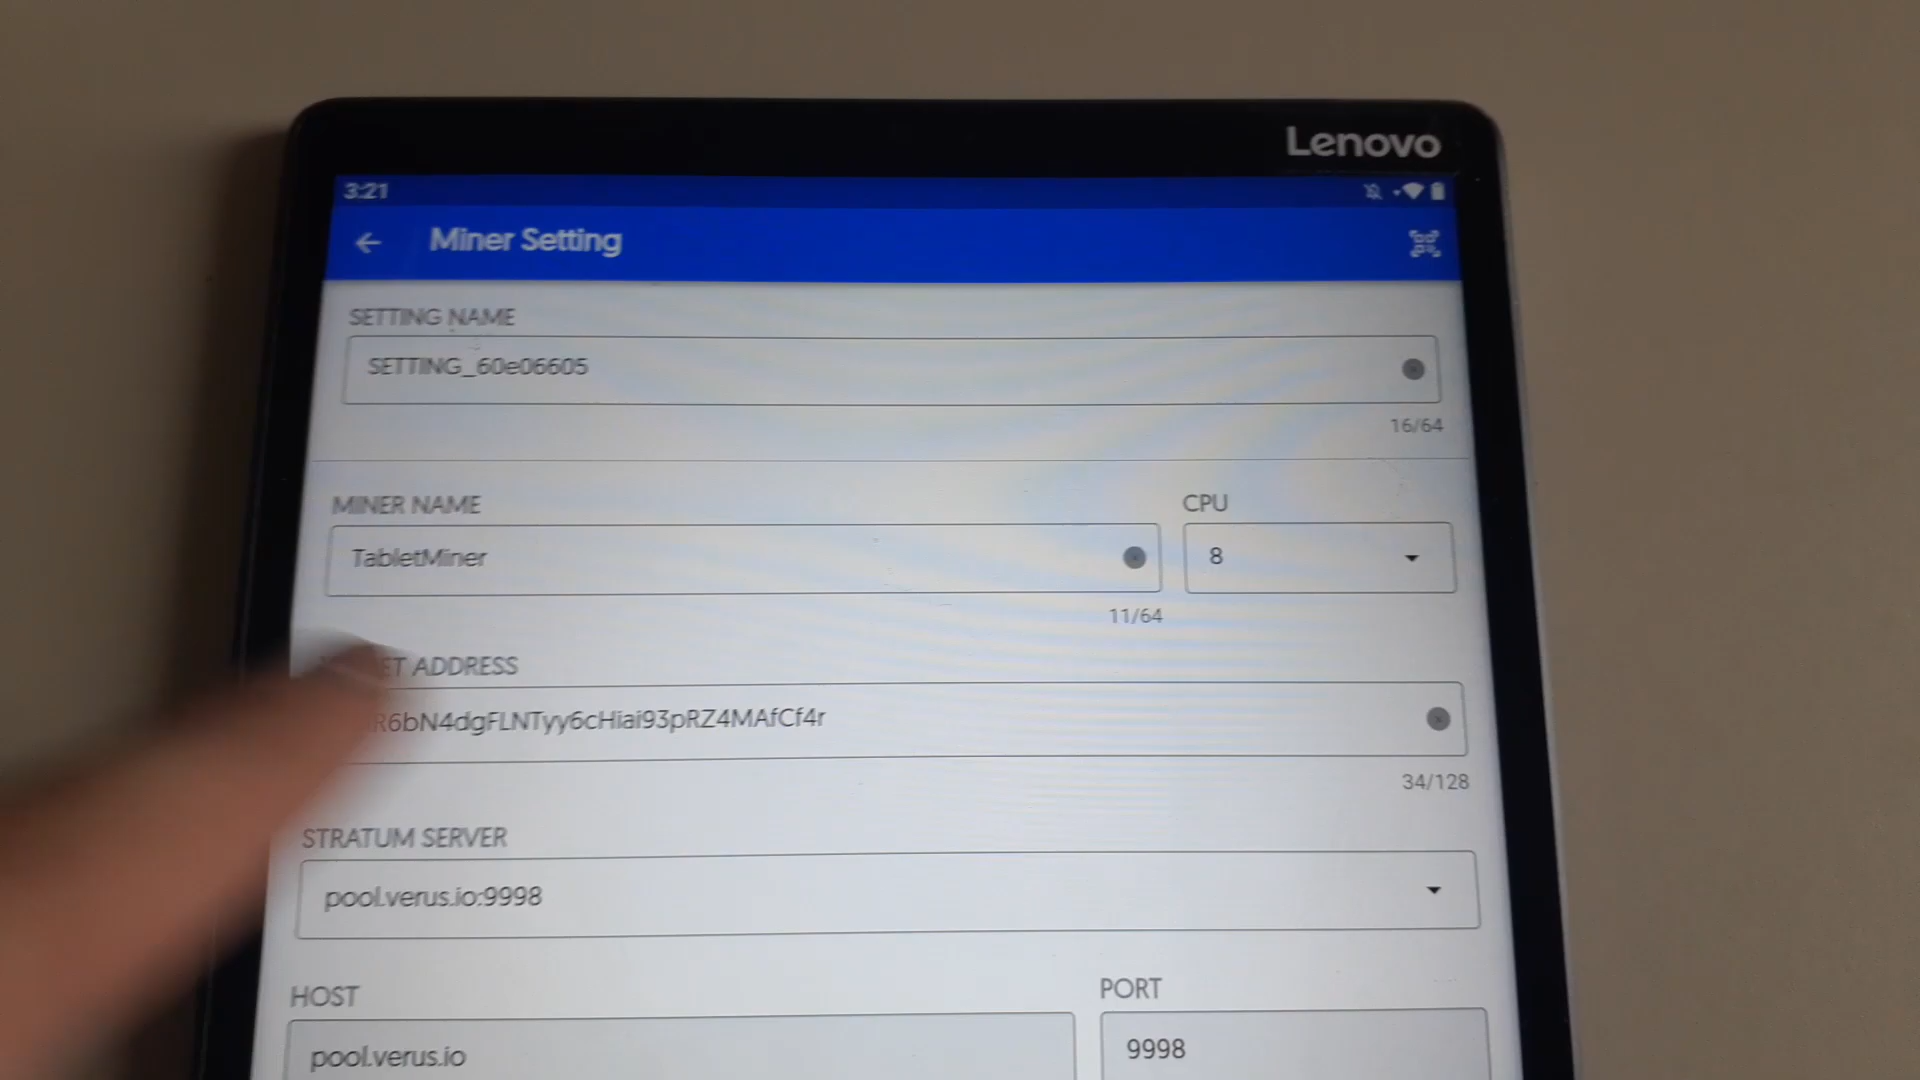 Lenovo
3:21
Miner Setting
SETTING NAME
SETTING_60e06605
16/64
MINER NAME
CPU
TabletMiner
8
11/64
ADDRESS
R6bN4dgFLNTyy6cHiai93pRZ4MAfCf4r
34/128
STRATUM SERVER
pool.verus.io:9998
HOST
PORT
pool.verus.io
9998